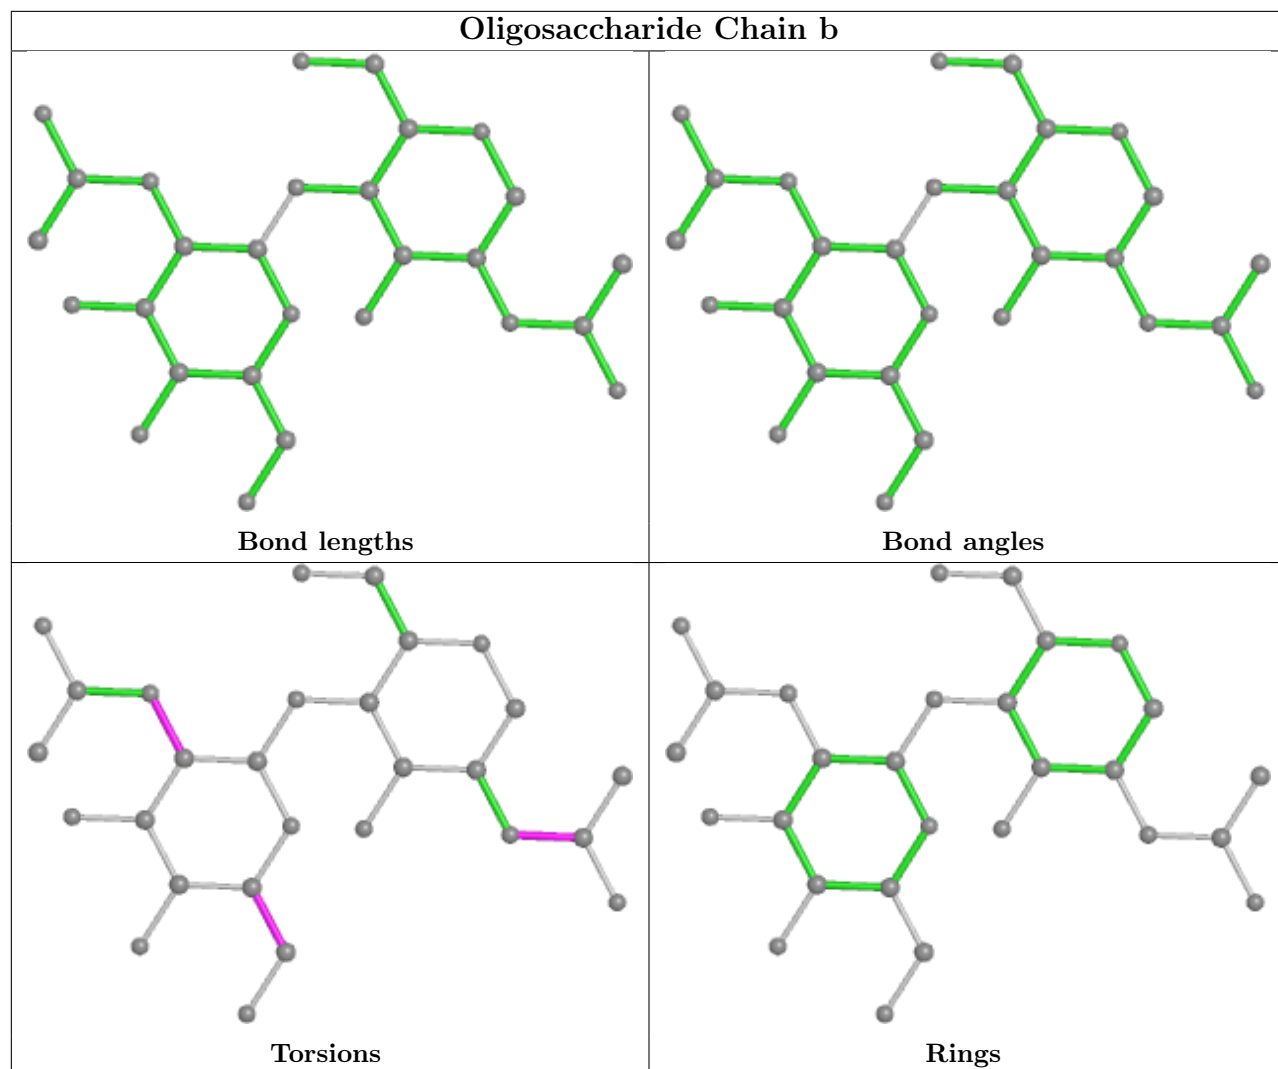 Oligosaccharide Chain b
Bond lengths
Bond angles
Torsions
Rings